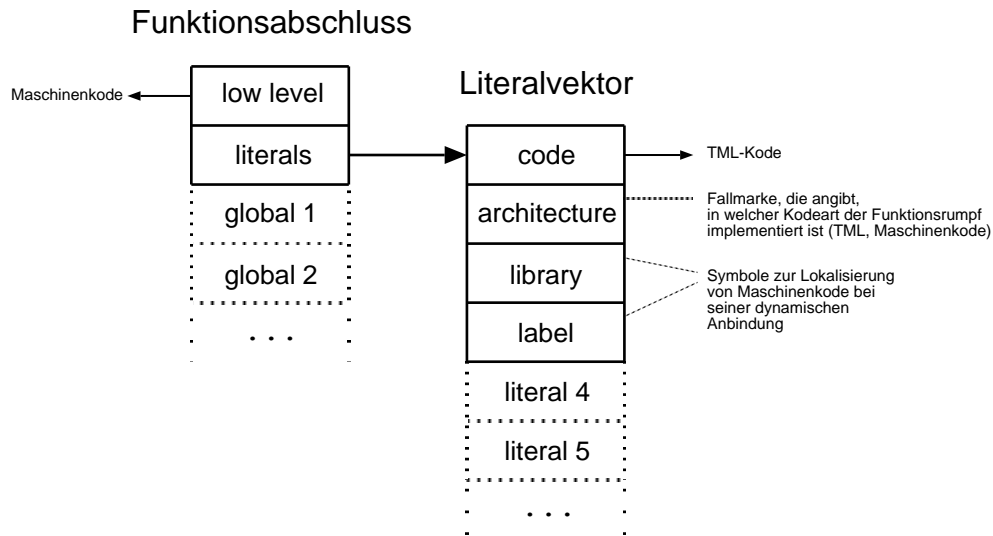 Funktionsabschluss
Maschinenkode
low level
literals
global 1
global 2
. . .
Literalvektor
code
architecture
library
label
literal 4
literal 5
. . .
TML-Kode
Fallmarke, die angibt,
in welcher Kodeart der Funktionsrumpf
implementiert ist (TML, Maschinenkode)
Symbole zur Lokalisierung
von Maschinenkode bei
seiner dynamischen
Anbindung